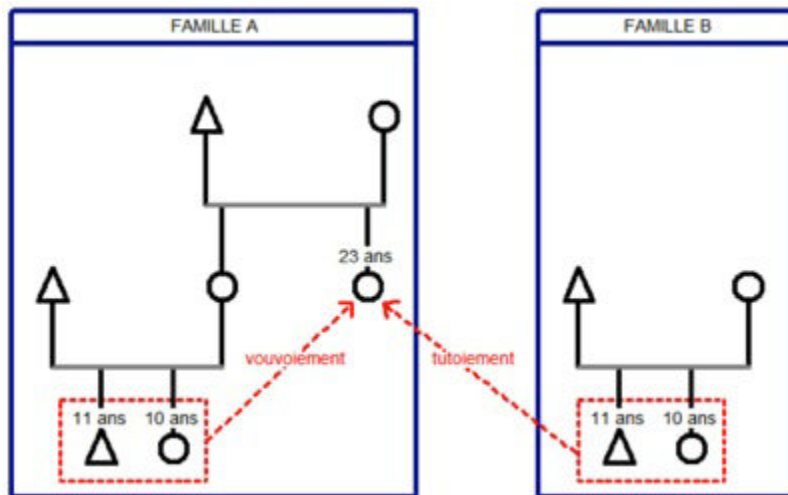 FAMILLE A
FAMILLE B
23 ans
vouvoiement
tutoiement
11 ans 10 ans
11 ans 10 ans